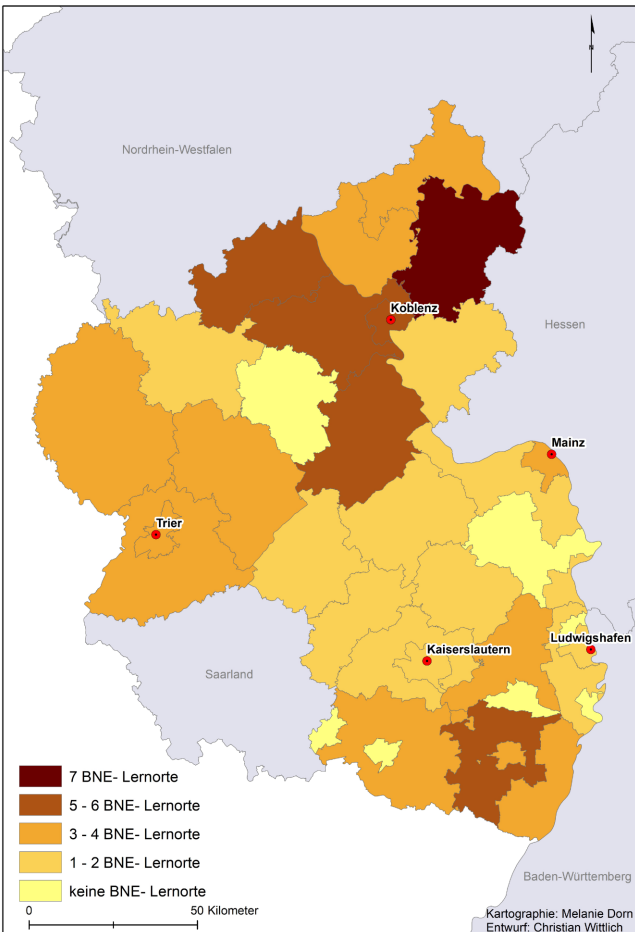 N
Nordrhein-Westfalen
Koblenz
Hessen
Mainz
Trier
Ludwigshafen
Kaiserslautern
Saarland
7 BNE- Lernorte
5 - 6 BNE- Lernorte
3 - 4 BNE- Lernorte
1 - 2 BNE- Lernorte
keine BNE- Lernorte
Baden-Württemberg
0 50 Kilometer
Kartographie: Melanie Dorn
Entwurf: Christian Wittlich